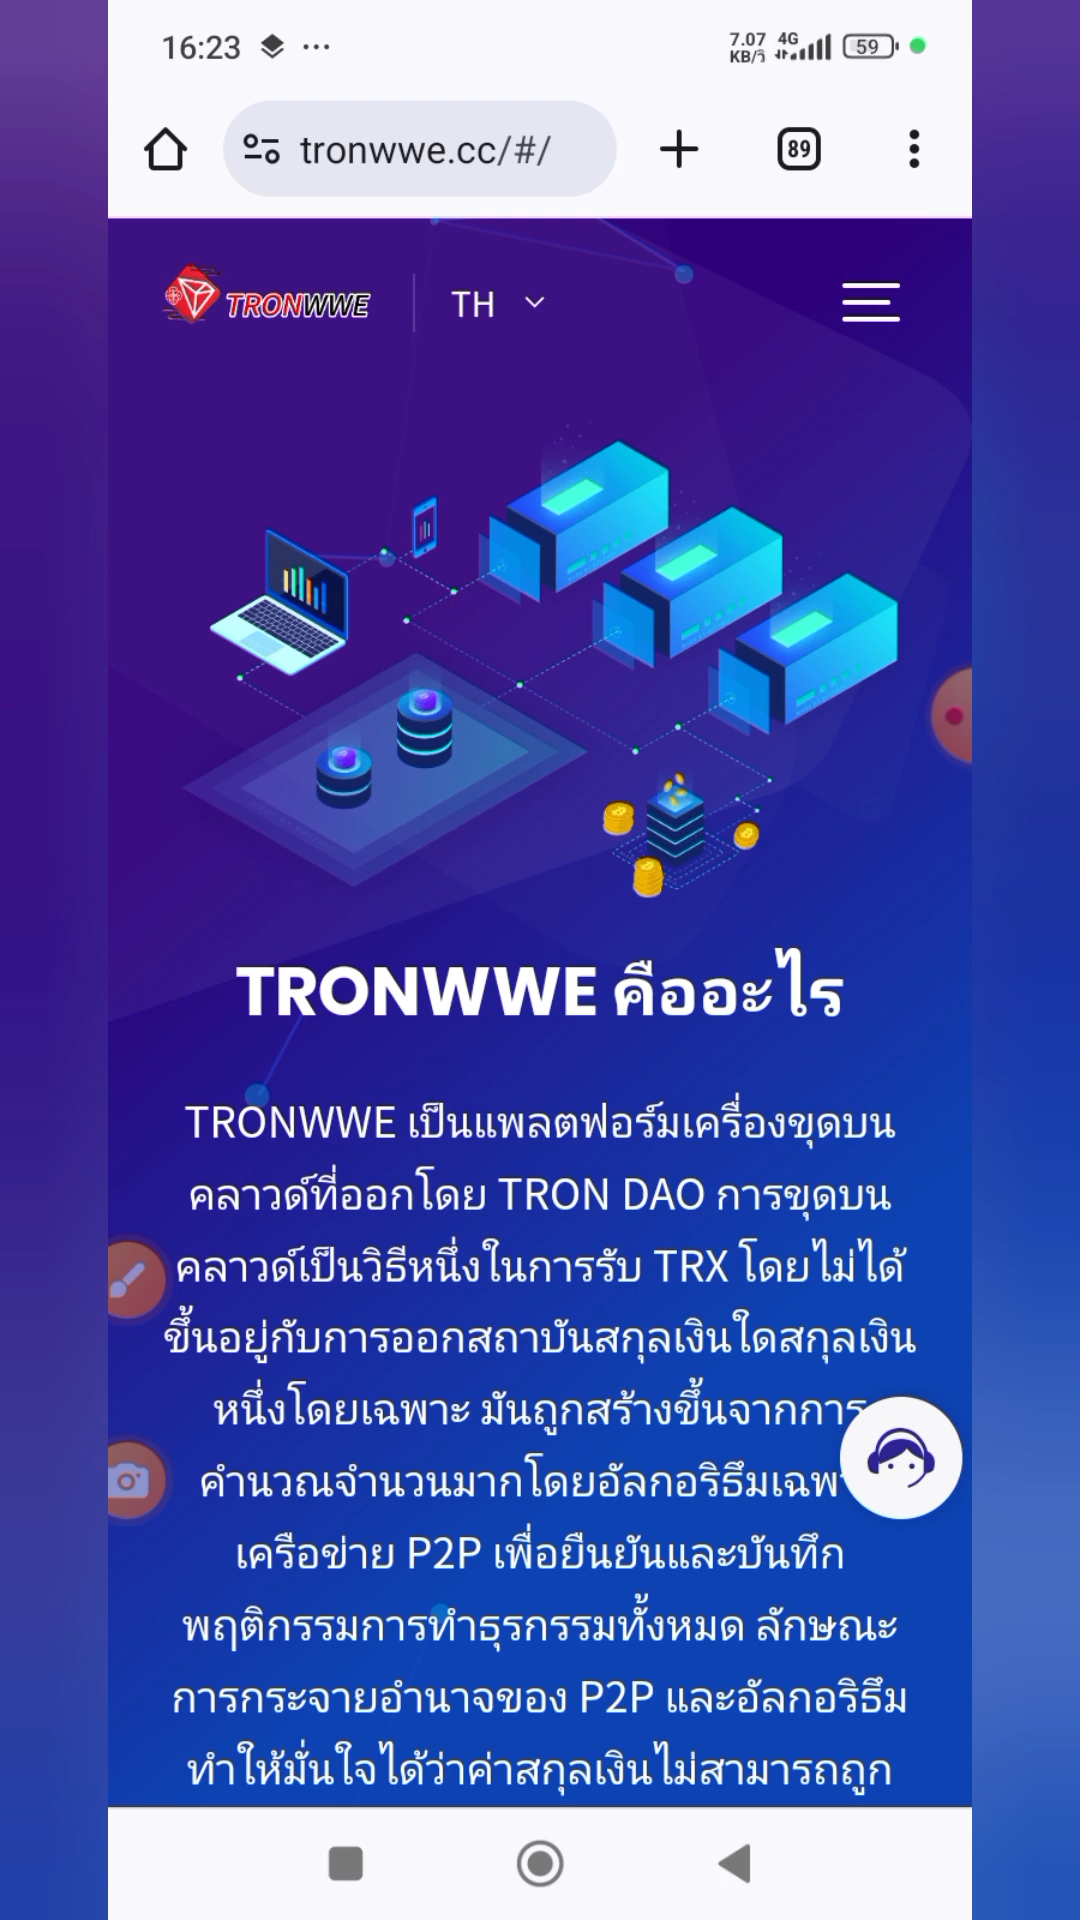 16:23
7.07 KB/วิ 4G 59
tronwwe.cc/#/
89
TRONWWE TH
TRONWWE คืออะไร
TRONWWE เป็นแพลตฟอร์มเครื่องขุดบน
คลาวด์ที่ออกโดย TRON DAO การขุดบน
คลาวด์เป็นวิธีหนึ่งในการรับ TRX โดยไม่ได้
ขึ้นอยู่กับการออกสถาบันสกุลเงินใดสกุลเงิน
หนึ่งโดยเฉพาะ มันถูกสร้างขึ้นจากการ
คำนวณจำนวนมากโดยอัลกอริธึมเฉพ
เครือข่าย P2P เพื่อยืนยันและบันทึก
พฤติกรรมการทำธุรกรรมทั้งหมด ลักษณะ
การกระจายอำนาจของ P2P และอัลกอริธึม
ทำให้มั่นใจได้ว่าค่าสกุลเงินไม่สามารถถูก